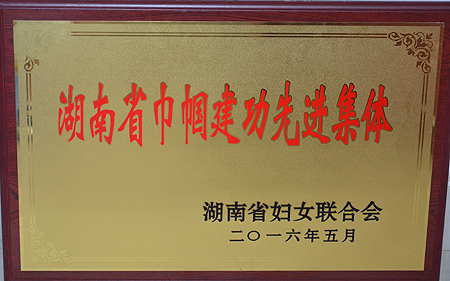 湖南省巾帼建功先进集体
湖南省妇女联合会
二〇一六年五月